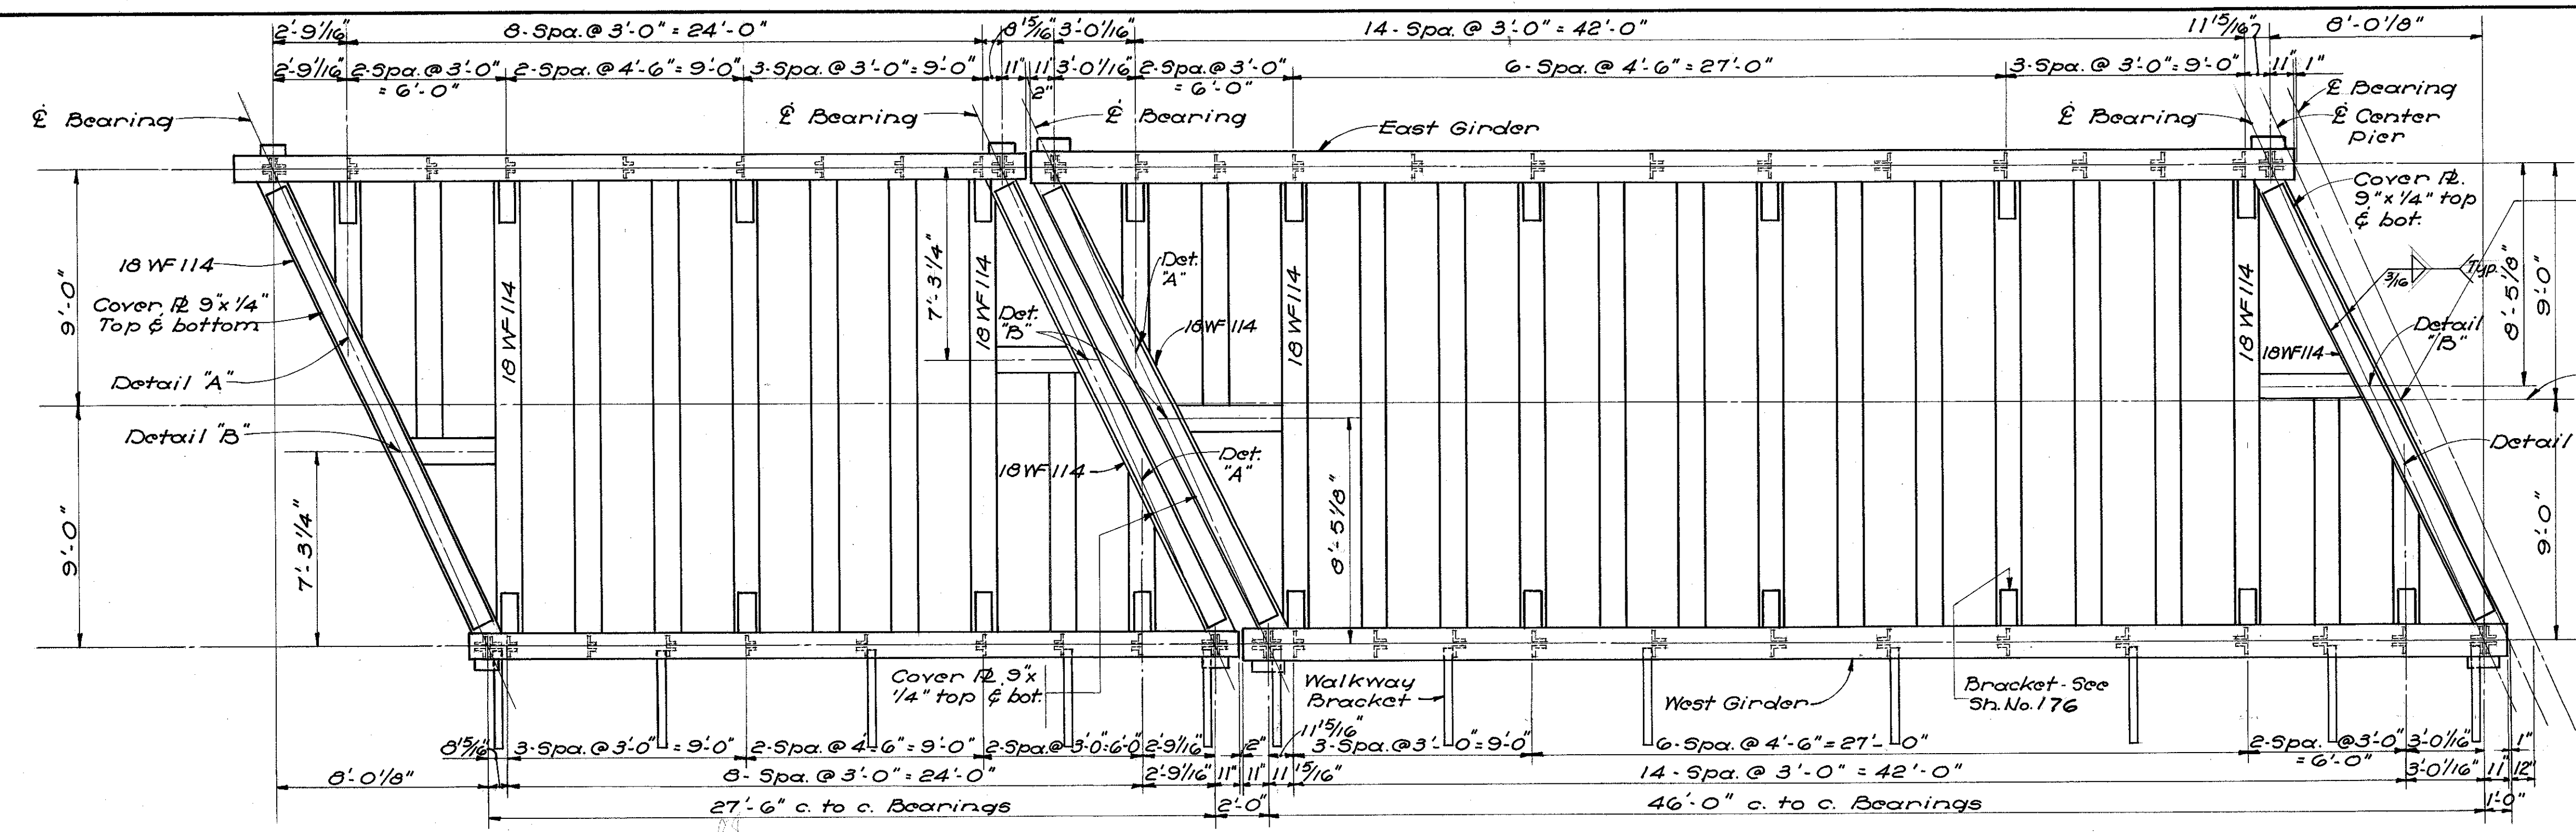 2'-9 1/16" 8-Spa.@ 3'-0" = 24'-0" 8 15/16" 3'-0 1/16" 14-Spa.@ 3'-0" = 42'-0" 11 15/16" 8'-0 1/8"
2'-9 1/16" 2-Spa.@ 3'-0" = 6'-0" 2-Spa.@ 4'-6" = 9'-0" 3-Spa.@ 3'-0" = 9'-0" 11" 11" 2" 3'-0 1/16" 2-Spa.@ 3'-0" = 6'-0" 6-Spa.@ 4'-6" = 27'-0" 3-Spa.@ 3'-0" = 9'-0" 11" 1"
℄ Bearing
℄ Bearing
℄ Bearing
East Girder
℄ Bearing
℄ Bearing
℄ Center
Pier
18 WF 114
Cover ℞ 9" x 1/4"
Top & bottom
Detail "A"
Detail "B"
9'-0"
9'-0"
7'-3 1/4"
18 WF 114
18 WF 114
7'-3 1/4"
Det.
"B"
Det.
"A"
18 WF 114
18 WF 114
Det.
"A"
18 WF 114
8'-5 1/8"
Cover ℞
9" x 1/4" top
& bot.
3/16 Typ.
18 WF 114
18 WF 114
Detail
"B"
8'-5 1/8"
9'-0"
Detail
9'-0"
Cover ℞ 9" x
1/4" top & bot.
Walkway
Bracket
West Girder
Bracket-See
Sh. No. 176
8 15/16" 3-Spa.@ 3'-0" = 9'-0" 2-Spa.@ 4'-6" = 9'-0" 2-Spa.@ 3'-0" = 6'-0" 2'-9 1/16" 2" 11 15/16" 3-Spa.@ 3'-0" = 9'-0" 6-Spa.@ 4'-6" = 27'-0" 2-Spa.@ 3'-0" = 6'-0" 3'-0 1/16" 1"
8'-0 1/8" 8-Spa.@ 3'-0" = 24'-0" 2'-9 1/16" 11" 11" 11 15/16" 14-Spa.@ 3'-0" = 42'-0" 3'-0 1/16" 11" 12"
27'-6" c. to c. Bearings 2'-0" 46'-0" c. to c. Bearings 1'-0"